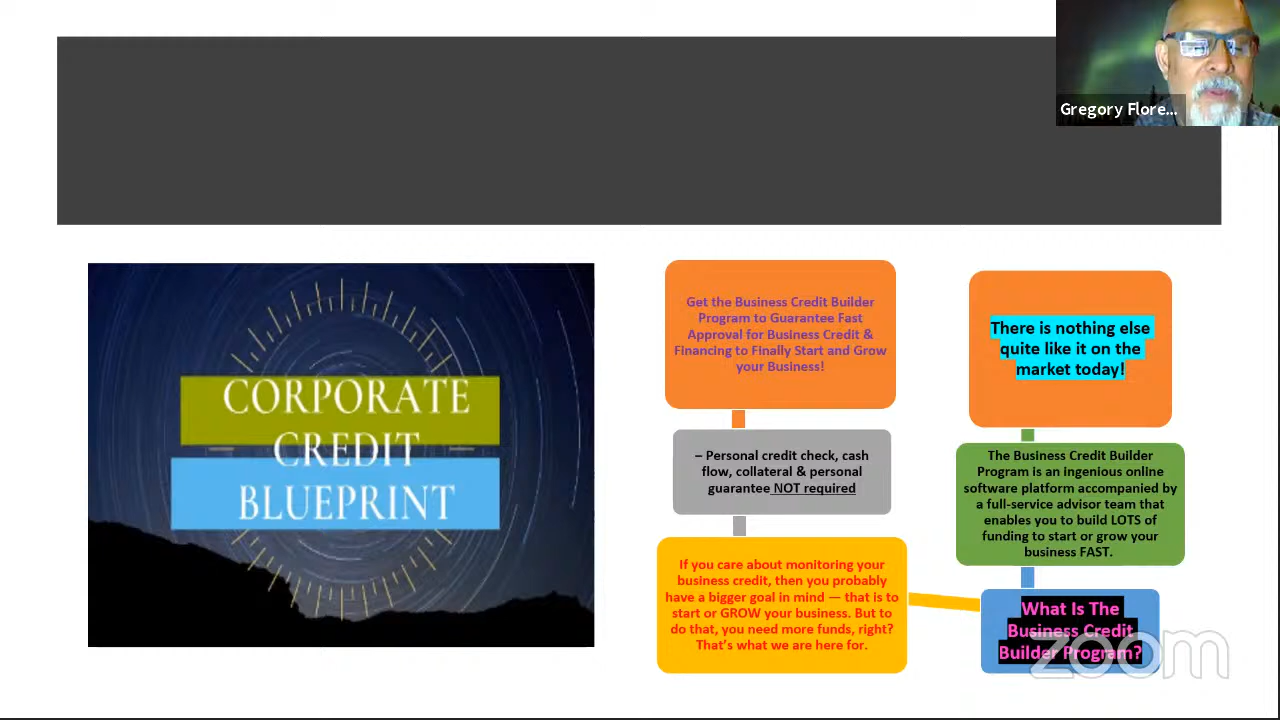 Gregory Flore...
CORPORATE
CREDIT
BLUEPRINT
Get the Business Credit Builder
Program to Guarantee Fast
Approval for Business Credit &
Financing to Finally Start and Grow
your Business!
– Personal credit check, cash
flow, collateral & personal
guarantee NOT required
If you care about monitoring your
business credit, then you probably
have a bigger goal in mind — that is to
start or GROW your business. But to
do that, you need more funds, right?
That's what we are here for.
There is nothing else
quite like it on the
market today!
The Business Credit Builder
Program is an ingenious online
software platform accompanied by
a full-service advisor team that
enables you to build LOTS of
funding to start or grow your
business FAST.
What Is The
Business Credit
Builder Program?
zoom